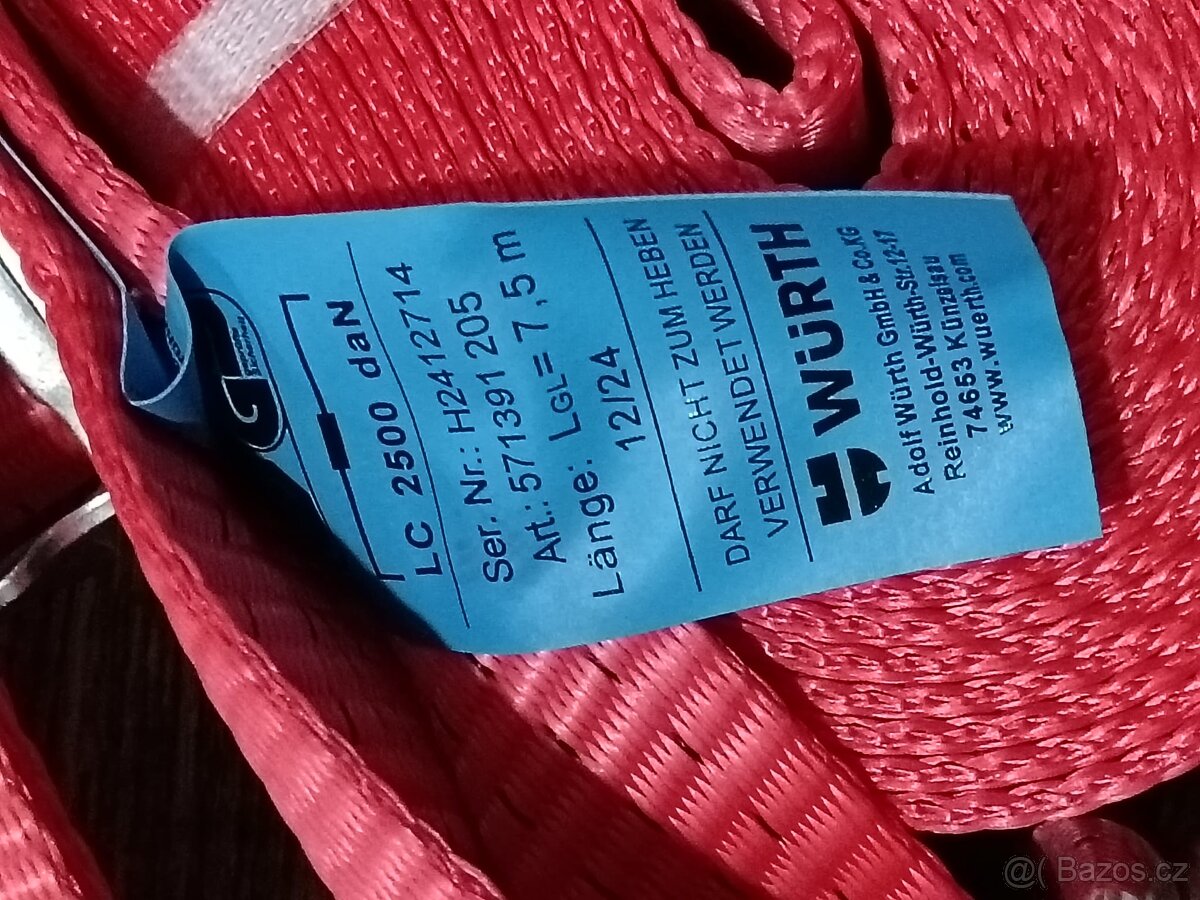 LC 2500 daN
Ser. Nr.: H2412714
Art.: 571391 205
Länge: LGL= 7,5 m
12/24
DARF NICHT ZUM HEBEN
VERWENDET WERDEN
WÜRTH
Adolf Würth GmbH & Co.KG
Reinhold-Würth-Str.12-17
74653 Künzelsau
www.wuerth.com
@( Bazos.cz